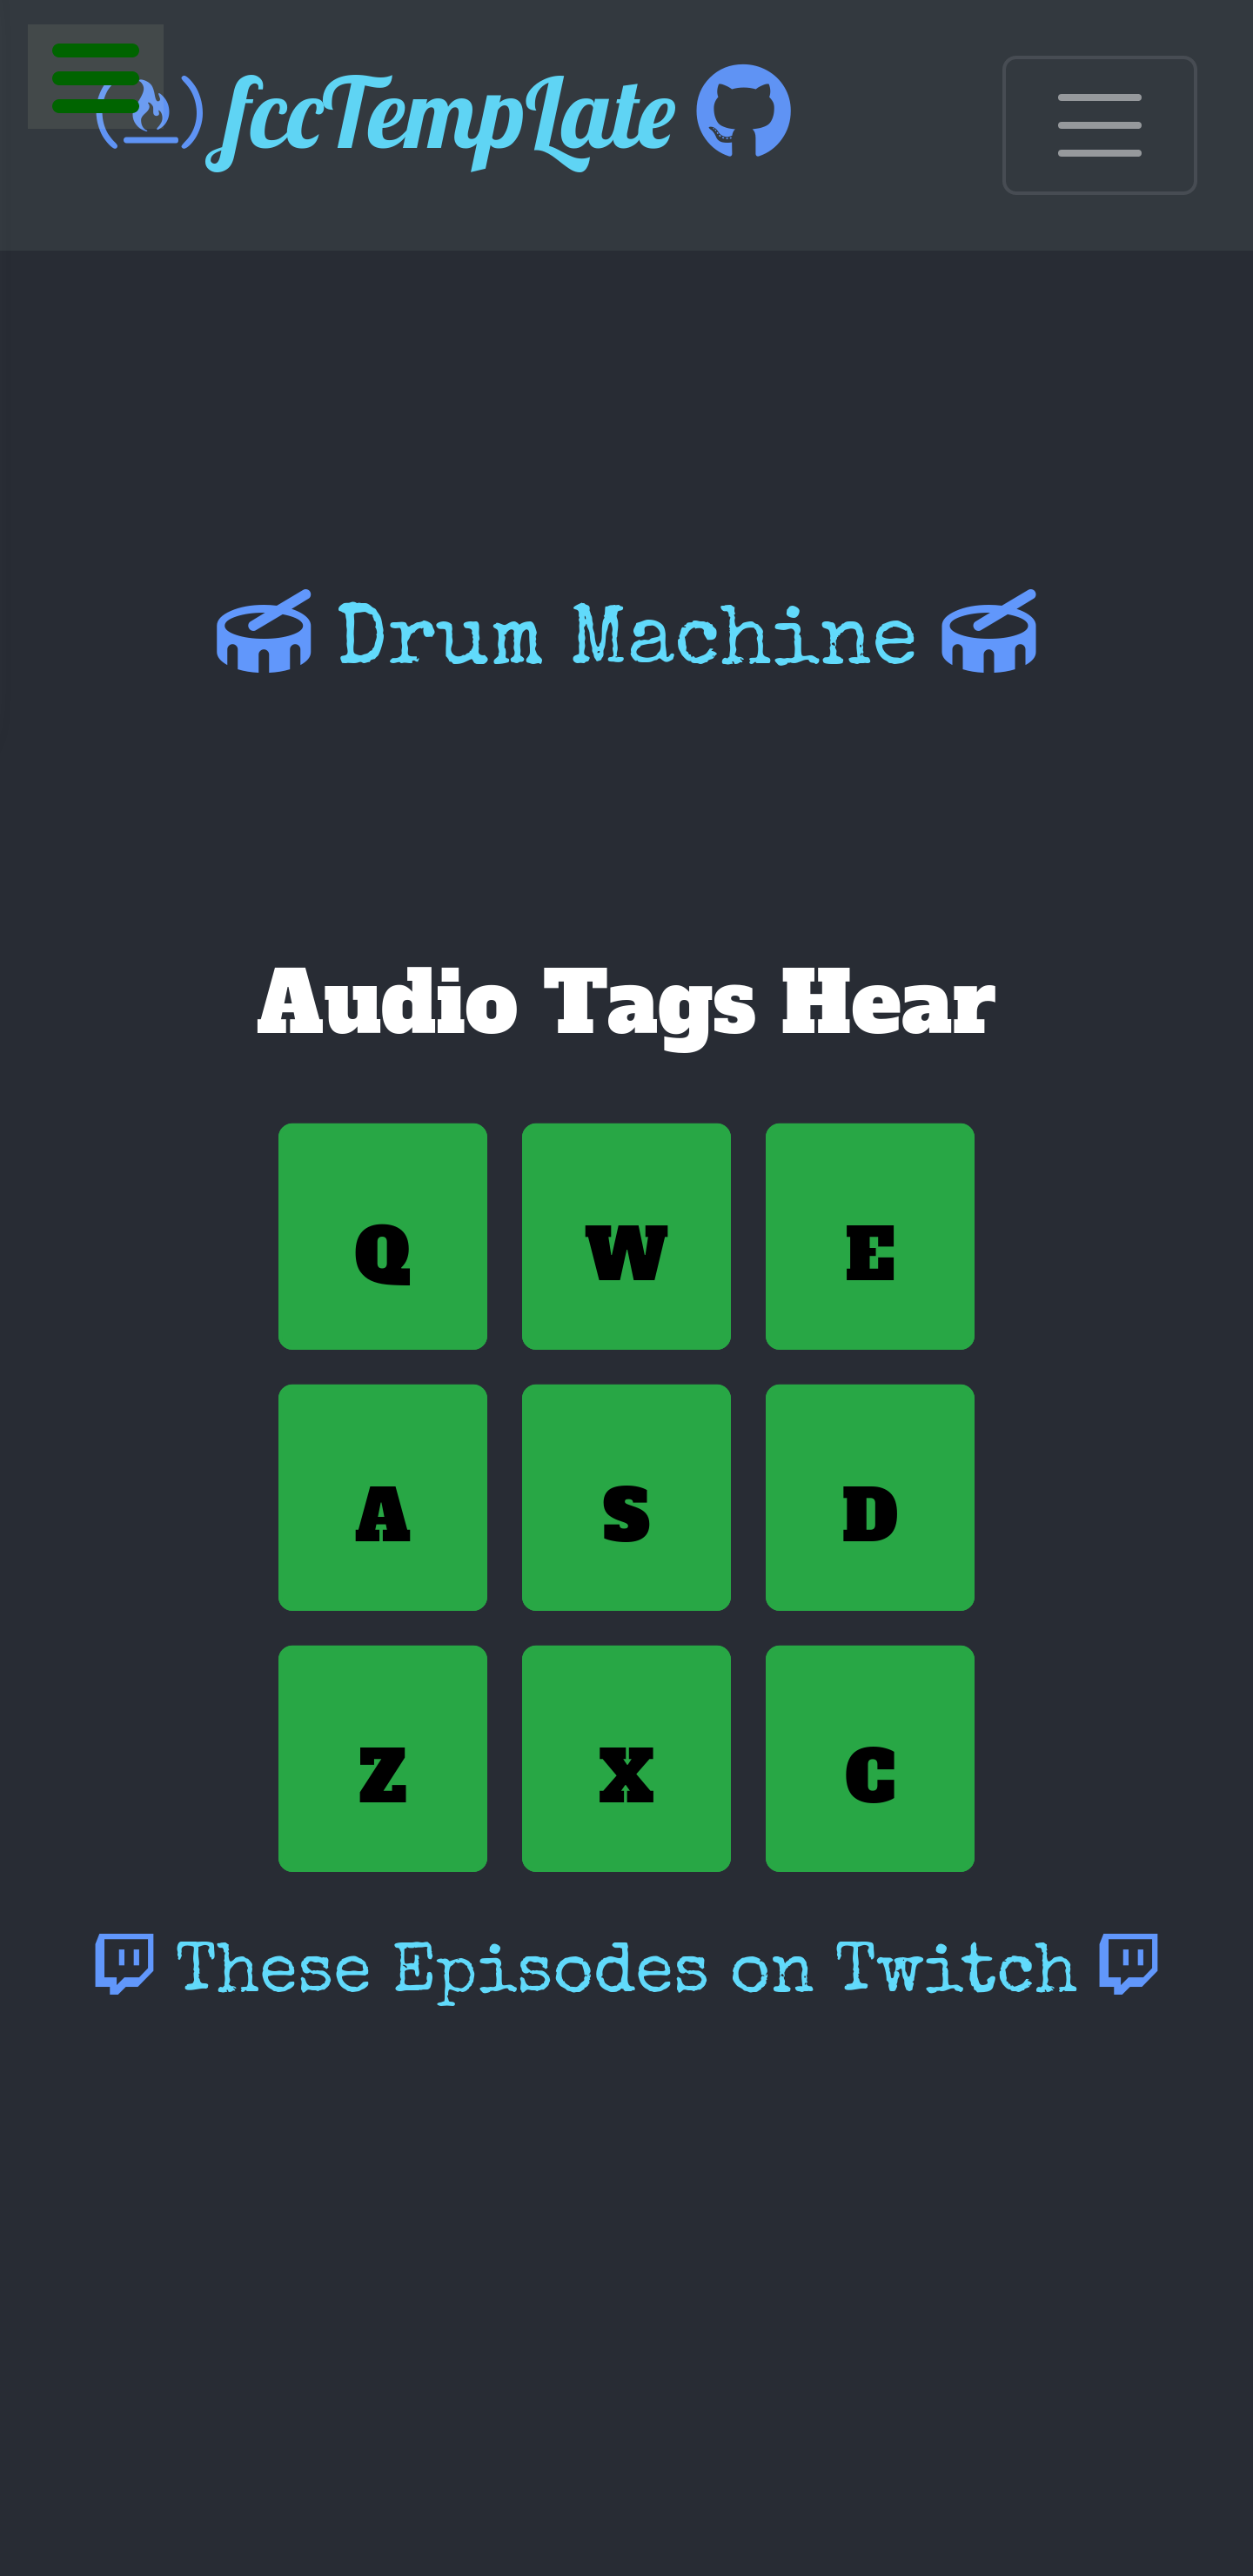 fccTempLate
Drum Machine
Audio Tags Hear
Q W E
A S D
Z X C
These Episodes on Twitch